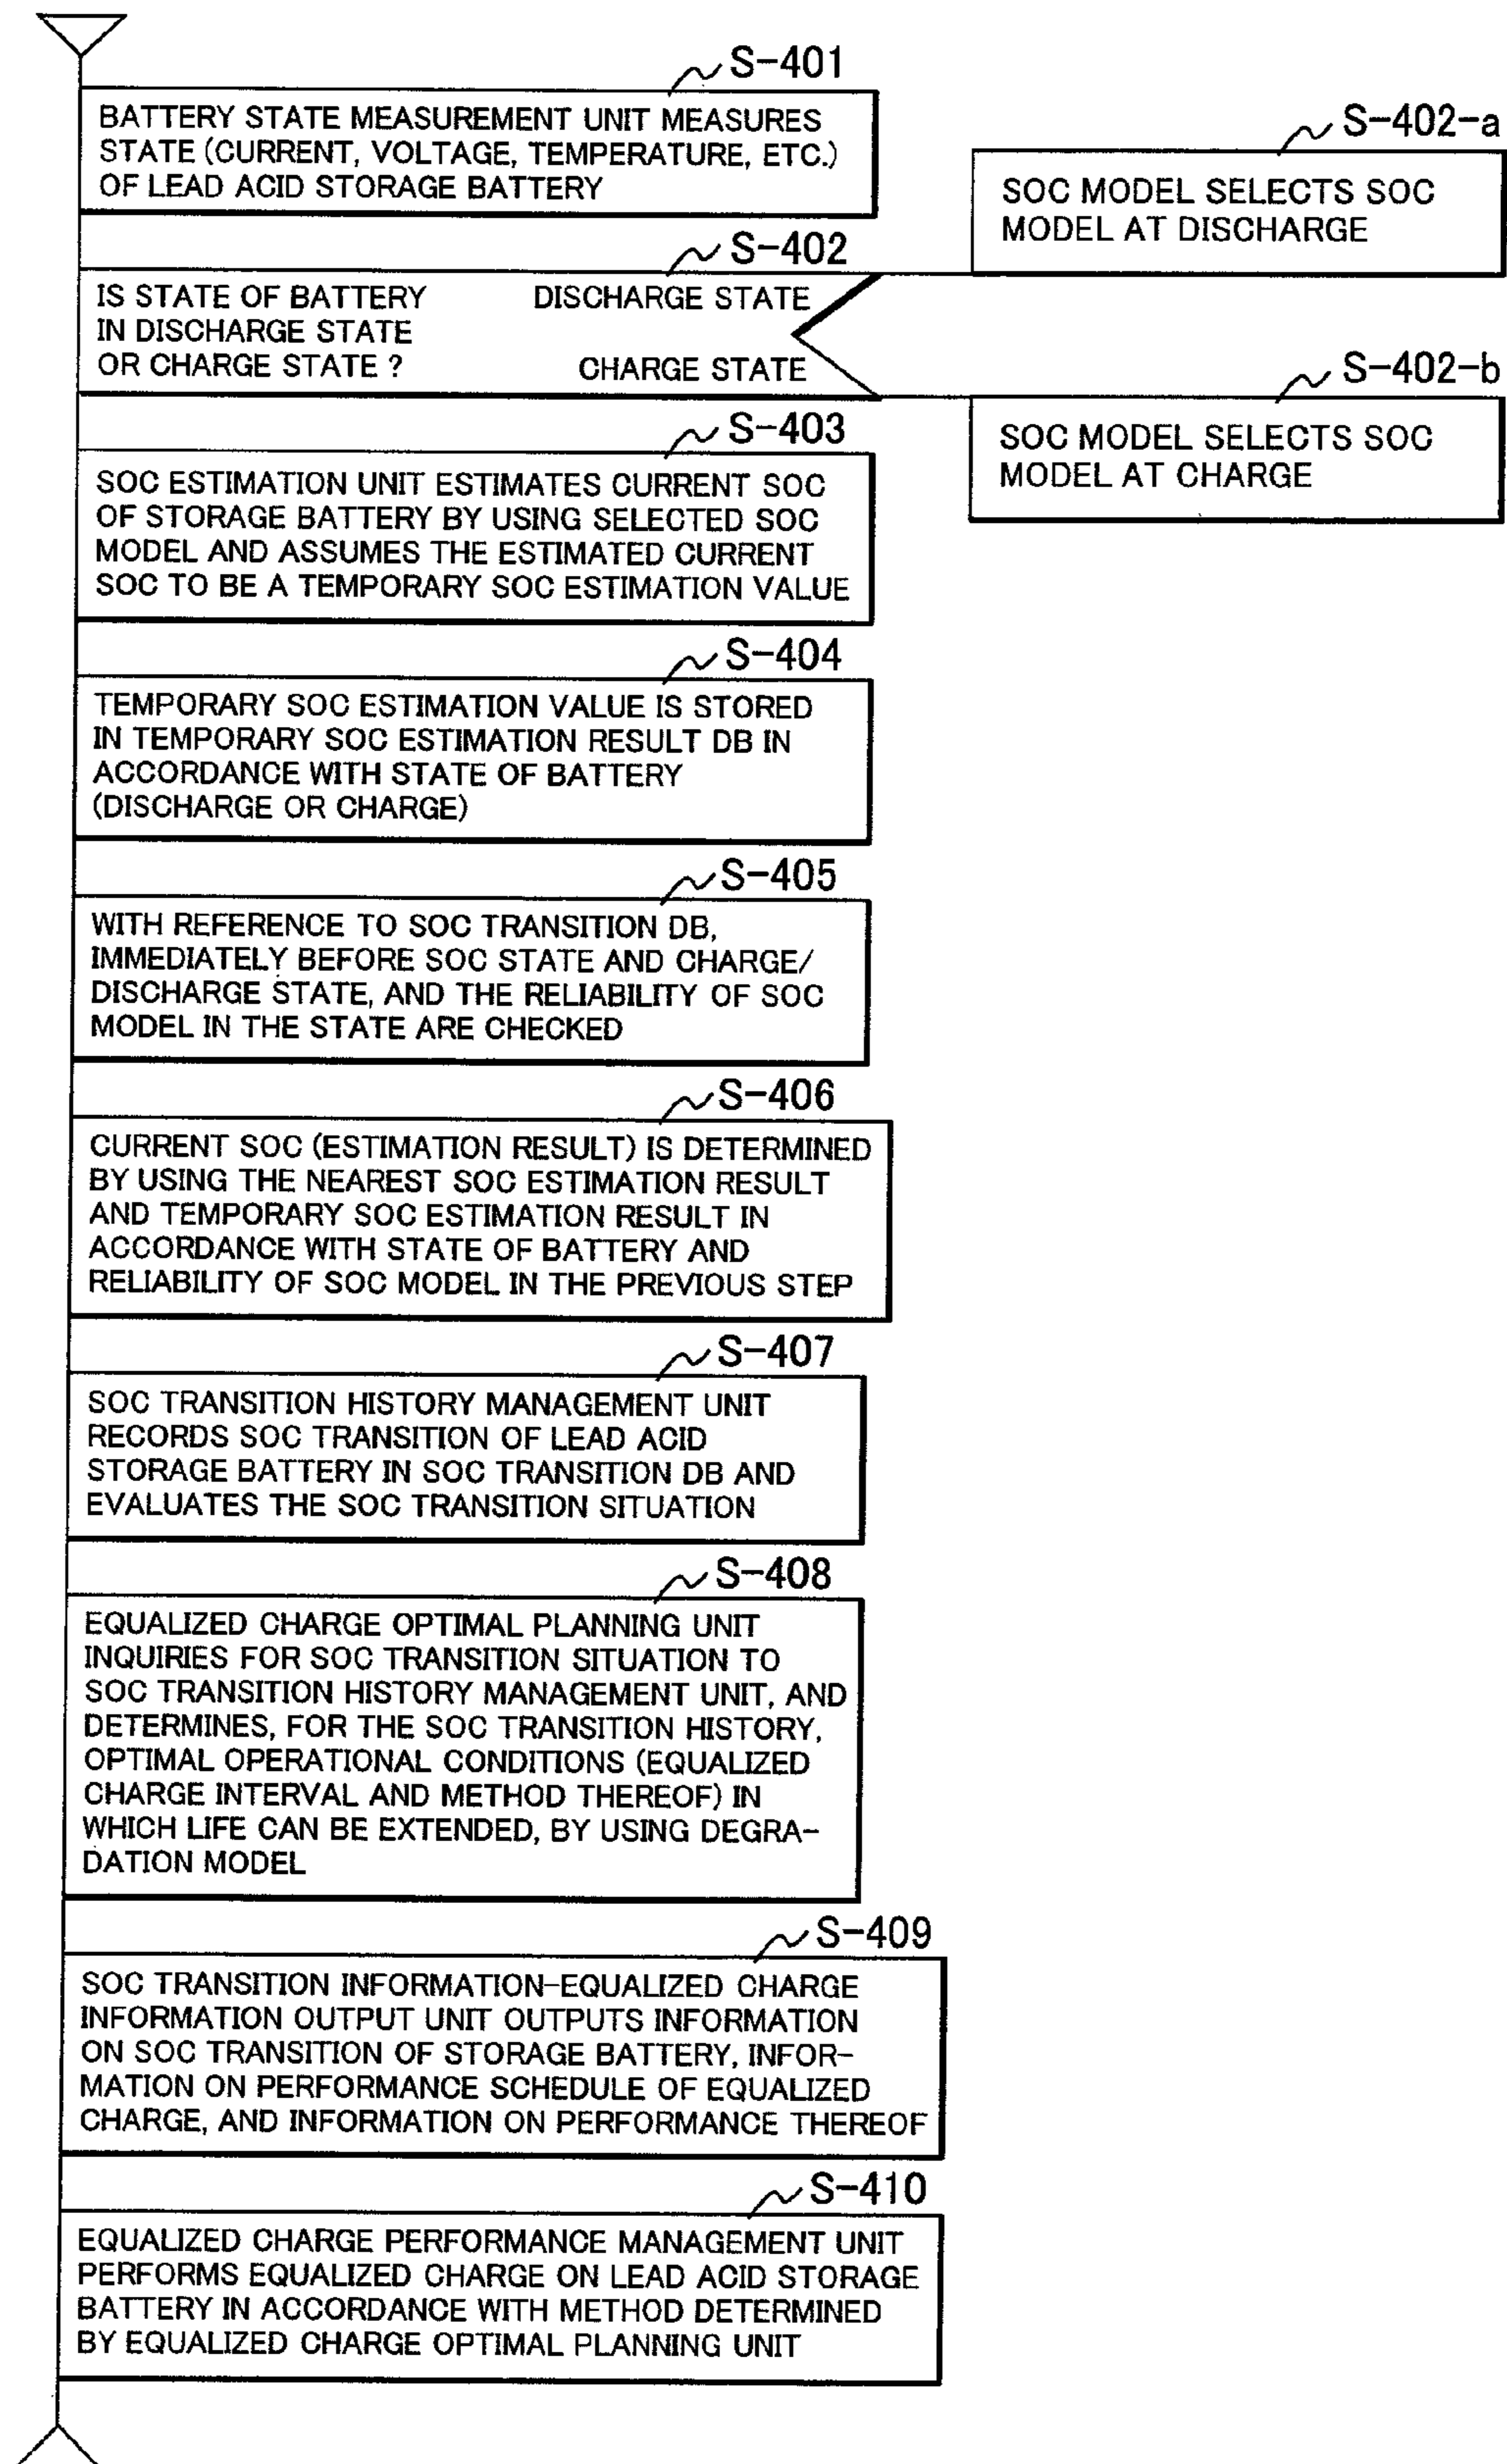 S-401
BATTERY STATE MEASUREMENT UNIT MEASURES
STATE (CURRENT, VOLTAGE, TEMPERATURE, ETC.)
OF LEAD ACID STORAGE BATTERY
S-402-a
SOC MODEL SELECTS SOC
MODEL AT DISCHARGE
S-402
IS STATE OF BATTERY
IN DISCHARGE STATE
OR CHARGE STATE ?
DISCHARGE STATE
CHARGE STATE
S-402-b
SOC MODEL SELECTS SOC
MODEL AT CHARGE
S-403
SOC ESTIMATION UNIT ESTIMATES CURRENT SOC
OF STORAGE BATTERY BY USING SELECTED SOC
MODEL AND ASSUMES THE ESTIMATED CURRENT
SOC TO BE A TEMPORARY SOC ESTIMATION VALUE
S-404
TEMPORARY SOC ESTIMATION VALUE IS STORED
IN TEMPORARY SOC ESTIMATION RESULT DB IN
ACCORDANCE WITH STATE OF BATTERY
(DISCHARGE OR CHARGE)
S-405
WITH REFERENCE TO SOC TRANSITION DB,
IMMEDIATELY BEFORE SOC STATE AND CHARGE/
DISCHARGE STATE, AND THE RELIABILITY OF SOC
MODEL IN THE STATE ARE CHECKED
S-406
CURRENT SOC (ESTIMATION RESULT) IS DETERMINED
BY USING THE NEAREST SOC ESTIMATION RESULT
AND TEMPORARY SOC ESTIMATION RESULT IN
ACCORDANCE WITH STATE OF BATTERY AND
RELIABILITY OF SOC MODEL IN THE PREVIOUS STEP
S-407
SOC TRANSITION HISTORY MANAGEMENT UNIT
RECORDS SOC TRANSITION OF LEAD ACID
STORAGE BATTERY IN SOC TRANSITION DB AND
EVALUATES THE SOC TRANSITION SITUATION
S-408
EQUALIZED CHARGE OPTIMAL PLANNING UNIT
INQUIRIES FOR SOC TRANSITION SITUATION TO
SOC TRANSITION HISTORY MANAGEMENT UNIT, AND
DETERMINES, FOR THE SOC TRANSITION HISTORY,
OPTIMAL OPERATIONAL CONDITIONS (EQUALIZED
CHARGE INTERVAL AND METHOD THEREOF) IN
WHICH LIFE CAN BE EXTENDED, BY USING DEGRA-
DATION MODEL
S-409
SOC TRANSITION INFORMATION-EQUALIZED CHARGE
INFORMATION OUTPUT UNIT OUTPUTS INFORMATION
ON SOC TRANSITION OF STORAGE BATTERY, INFOR-
MATION ON PERFORMANCE SCHEDULE OF EQUALIZED
CHARGE, AND INFORMATION ON PERFORMANCE THEREOF
S-410
EQUALIZED CHARGE PERFORMANCE MANAGEMENT UNIT
PERFORMS EQUALIZED CHARGE ON LEAD ACID STORAGE
BATTERY IN ACCORDANCE WITH METHOD DETERMINED
BY EQUALIZED CHARGE OPTIMAL PLANNING UNIT